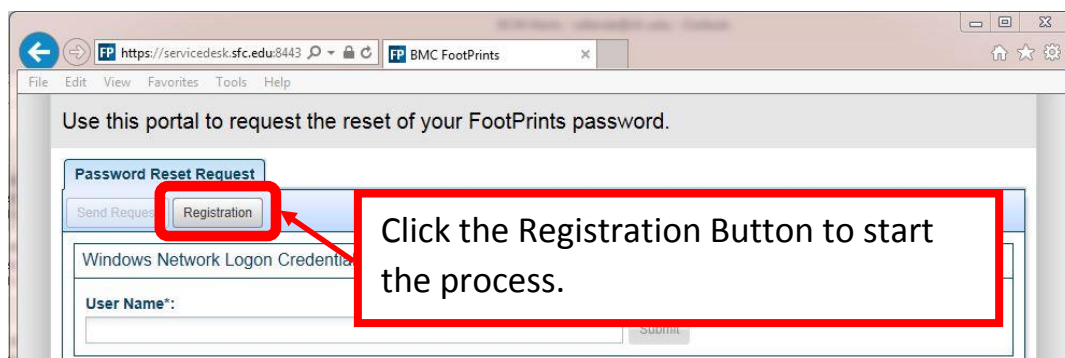 FP https://servicedesk.sfc.edu:8443 FP BMC FootPrints
File Edit View Favorites Tools Help
Use this portal to request the reset of your FootPrints password.
Password Reset Request
Send Reques Registration
Windows Network Logon Credentia
User Name*:
Submit
Click the Registration Button to start
the process.